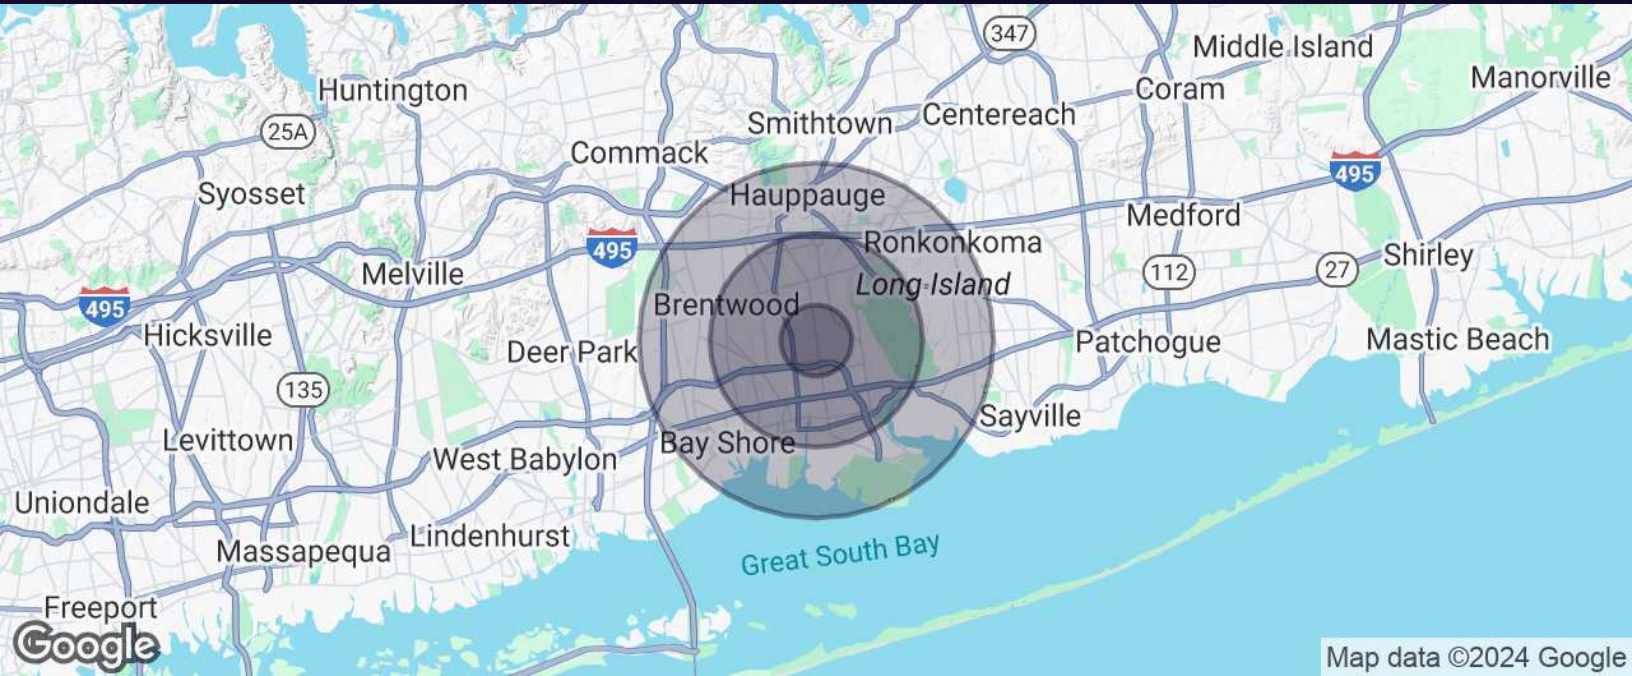 347
Middle Island
Manorville
Huntington
Coram
25A
Smithtown
Centereach
Commack
495
Syosset
Hauppauge
Medford
495
Ronkonkoma
Shirley
Melville
112
27
Long Island
495
Brentwood
Hicksville
Deer Park
Patchogue
Mastic Beach
135
Sayville
Levittown
Bay Shore
West Babylon
Uniondale
Lindenhurst
Massapequa
Great South Bay
Freeport
Google
Map data ©2024 Google